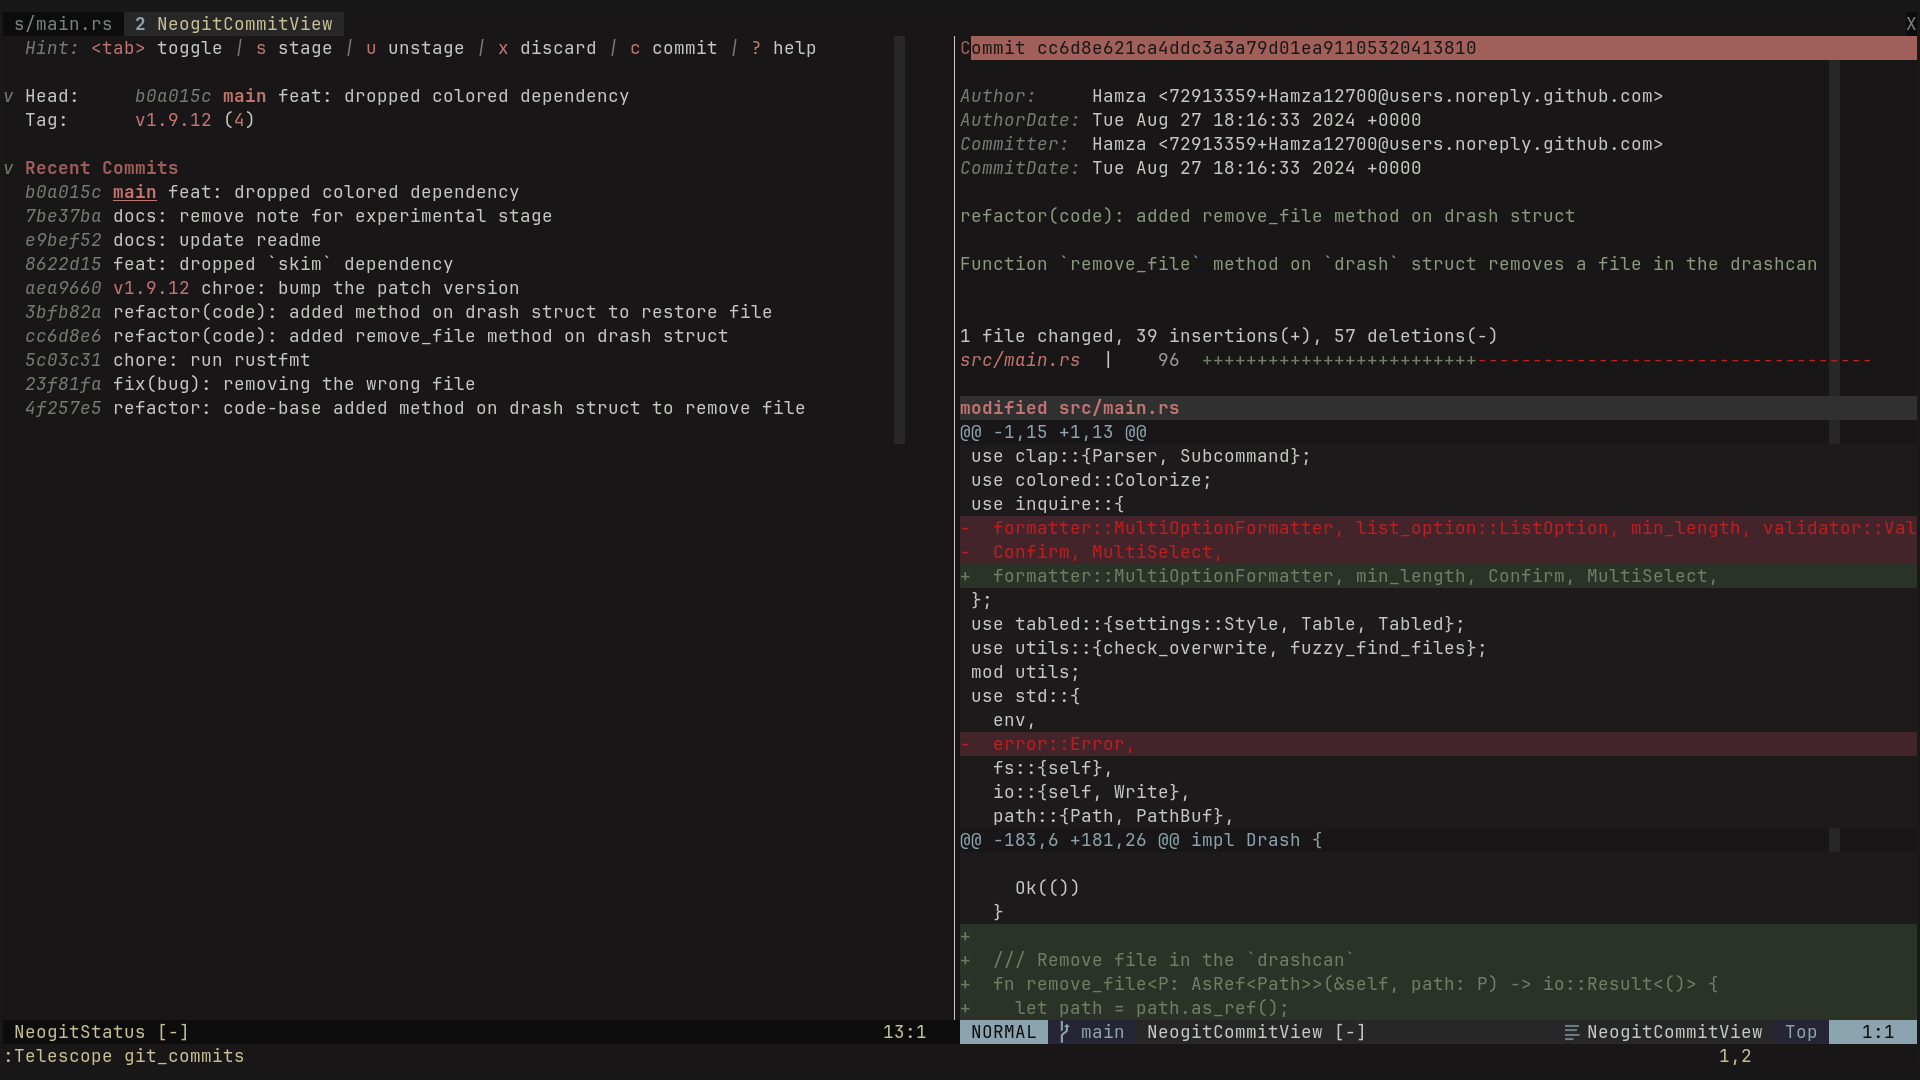 s/main.rs  2 NeogitCommitView  X
Hint: <tab> toggle | s stage | u unstage | x discard | c commit | ? help
v Head:     b0a015c main feat: dropped colored dependency
Tag:      v1.9.12 (4)
v Recent Commits
b0a015c main feat: dropped colored dependency
7be37ba docs: remove note for experimental stage
e9bef52 docs: update readme
8622d15 feat: dropped `skim` dependency
aea9660 v1.9.12 chroe: bump the patch version
3bfb82a refactor(code): added method on drash struct to restore file
cc6d8e6 refactor(code): added remove_file method on drash struct
5c03c31 chore: run rustfmt
23f81fa fix(bug): removing the wrong file
4f257e5 refactor: code-base added method on drash struct to remove file
NeogitStatus [-]  13:1
Commit cc6d8e621ca4ddc3a3a79d01ea91105320413810
Author:     Hamza <72913359+Hamza12700@users.noreply.github.com>
AuthorDate: Tue Aug 27 18:16:33 2024 +0000
Committer:  Hamza <72913359+Hamza12700@users.noreply.github.com>
CommitDate: Tue Aug 27 18:16:33 2024 +0000
refactor(code): added remove_file method on drash struct
Function `remove_file` method on `drash` struct removes a file in the drashcan
1 file changed, 39 insertions(+), 57 deletions(-)
src/main.rs  |    96  +++++++++++++++++++++++++------------------------------------
modified src/main.rs
@@ -1,15 +1,13 @@
use clap::{Parser, Subcommand};
use colored::Colorize;
use inquire::{
-  formatter::MultiOptionFormatter, list_option::ListOption, min_length, validator::Val
-  Confirm, MultiSelect,
+  formatter::MultiOptionFormatter, min_length, Confirm, MultiSelect,
};
use tabled::{settings::Style, Table, Tabled};
use utils::{check_overwrite, fuzzy_find_files};
mod utils;
use std::{
env,
-  error::Error,
fs::{self},
io::{self, Write},
path::{Path, PathBuf},
@@ -183,6 +181,26 @@ impl Drash {
Ok(())
}
+
+  /// Remove file in the `drashcan`
+  fn remove_file<P: AsRef<Path>>(&self, path: P) -> io::Result<()> {
+    let path = path.as_ref();
NORMAL  main  NeogitCommitView [-]  NeogitCommitView  Top  1:1
:Telescope git_commits  1,2